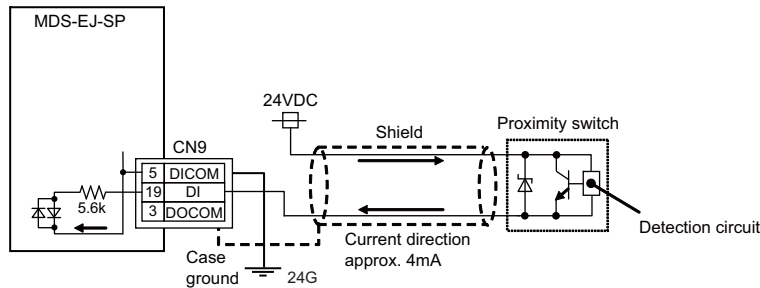 MDS-EJ-SP
24VDC
Proximity switch
Shield
CN9
5 DICOM
19 DI
3 DOCOM
5.6k
Detection circuit
Current direction
approx. 4mA
Case
ground
24G